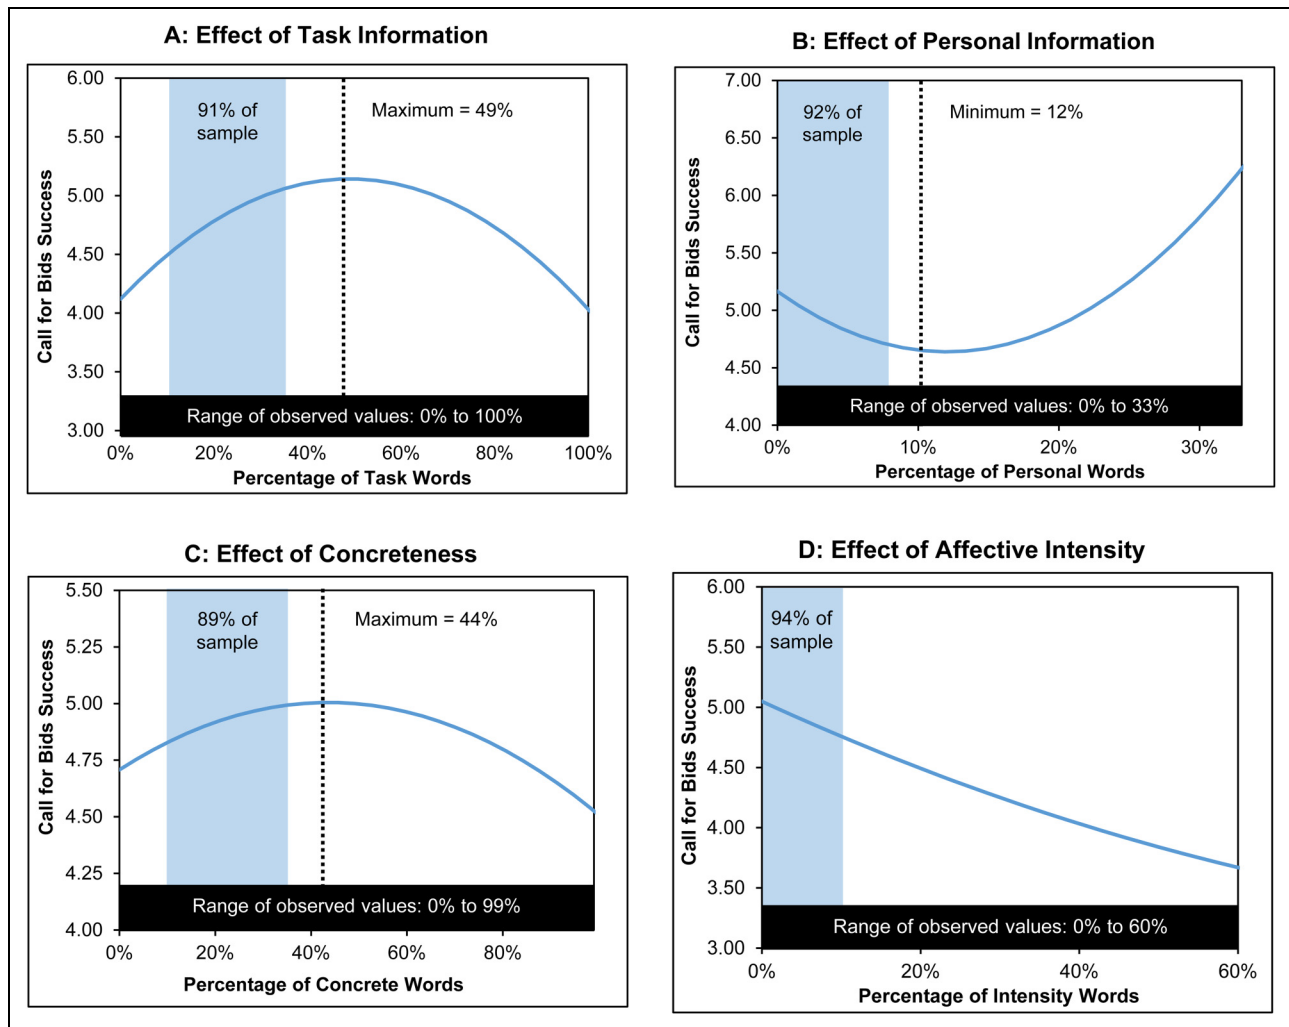 A: Effect of Task Information
6.00
5.50
5.00
4.50
4.00
3.50
3.00
Call for Bids Success
91% of
sample
Maximum = 49%
Range of observed values: 0% to 100%
0% 20% 40% 60% 80% 100%
Percentage of Task Words
B: Effect of Personal Information
7.00
6.50
6.00
5.50
5.00
4.50
4.00
Call for Bids Success
92% of
sample
Minimum = 12%
Range of observed values: 0% to 33%
0% 10% 20% 30%
Percentage of Personal Words
C: Effect of Concreteness
5.50
5.25
5.00
4.75
4.50
4.25
4.00
Call for Bids Success
89% of
sample
Maximum = 44%
Range of observed values: 0% to 99%
0% 20% 40% 60% 80%
Percentage of Concrete Words
D: Effect of Affective Intensity
6.00
5.50
5.00
4.50
4.00
3.50
3.00
Call for Bids Success
94% of
sample
Range of observed values: 0% to 60%
0% 20% 40% 60%
Percentage of Intensity Words